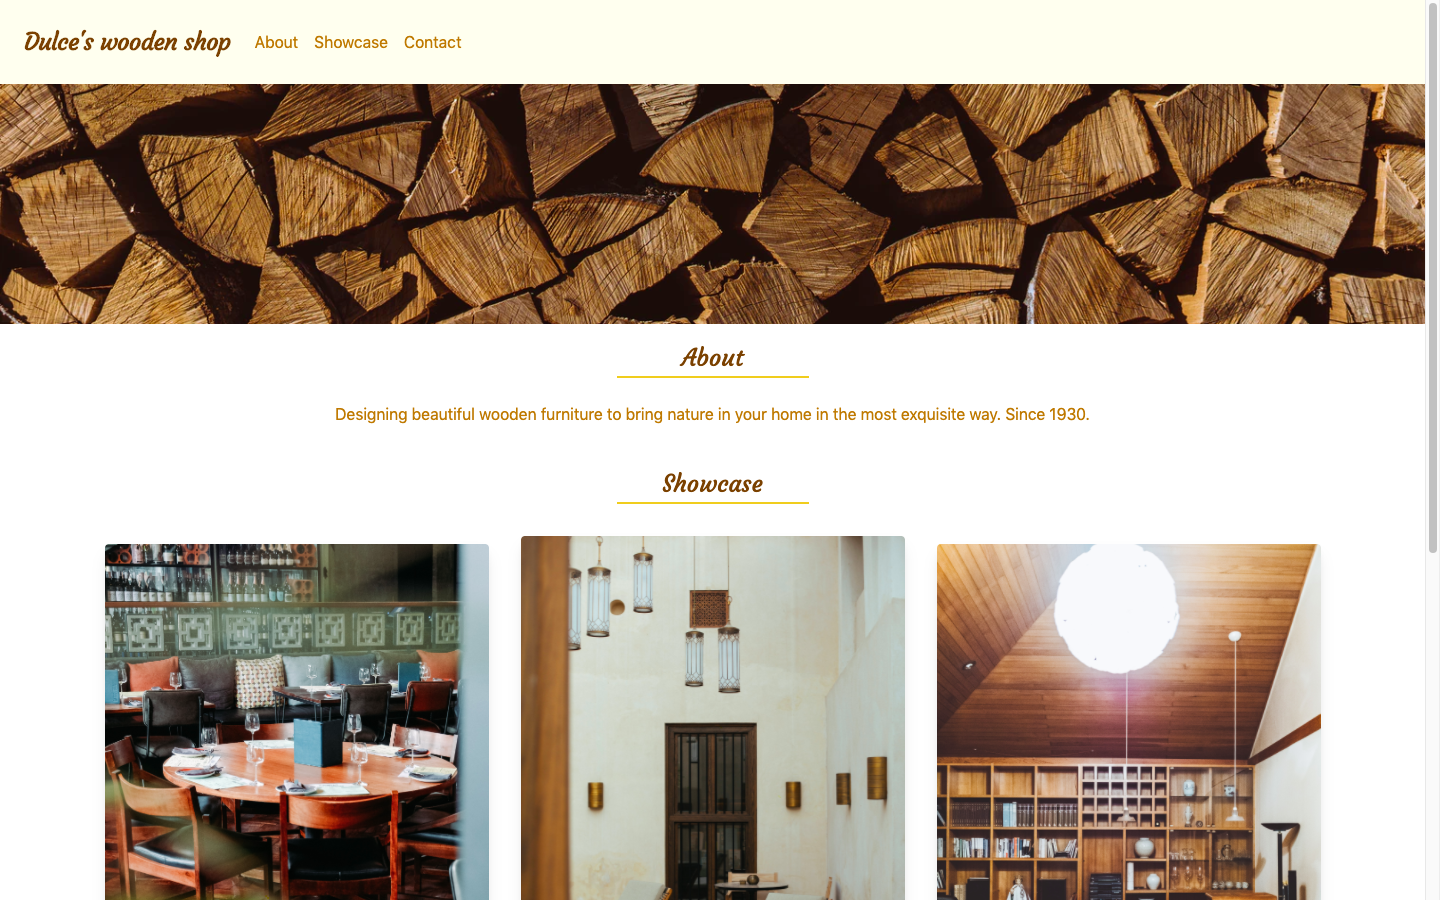 Dulce's wooden shop
About
Showcase
Contact
About
Designing beautiful wooden furniture to bring nature in your home in the most exquisite way. Since 1930.
Showcase